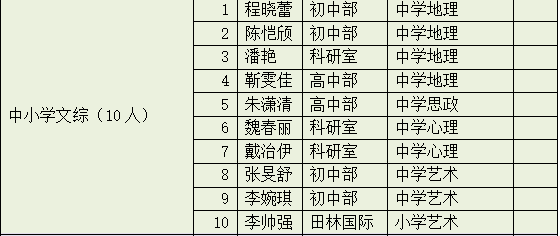 中小学文综（10人）
1 程晓蕾 初中部 中学地理
2 陈恺颀 初中部 中学地理
3 潘艳 科研室 中学地理
4 靳雯佳 高中部 中学地理
5 朱潇清 高中部 中学思政
6 魏春丽 科研室 中学心理
7 戴治伊 科研室 中学心理
8 张旻舒 初中部 中学艺术
9 李婉琪 初中部 中学艺术
10 李帅强 田林国际 小学艺术